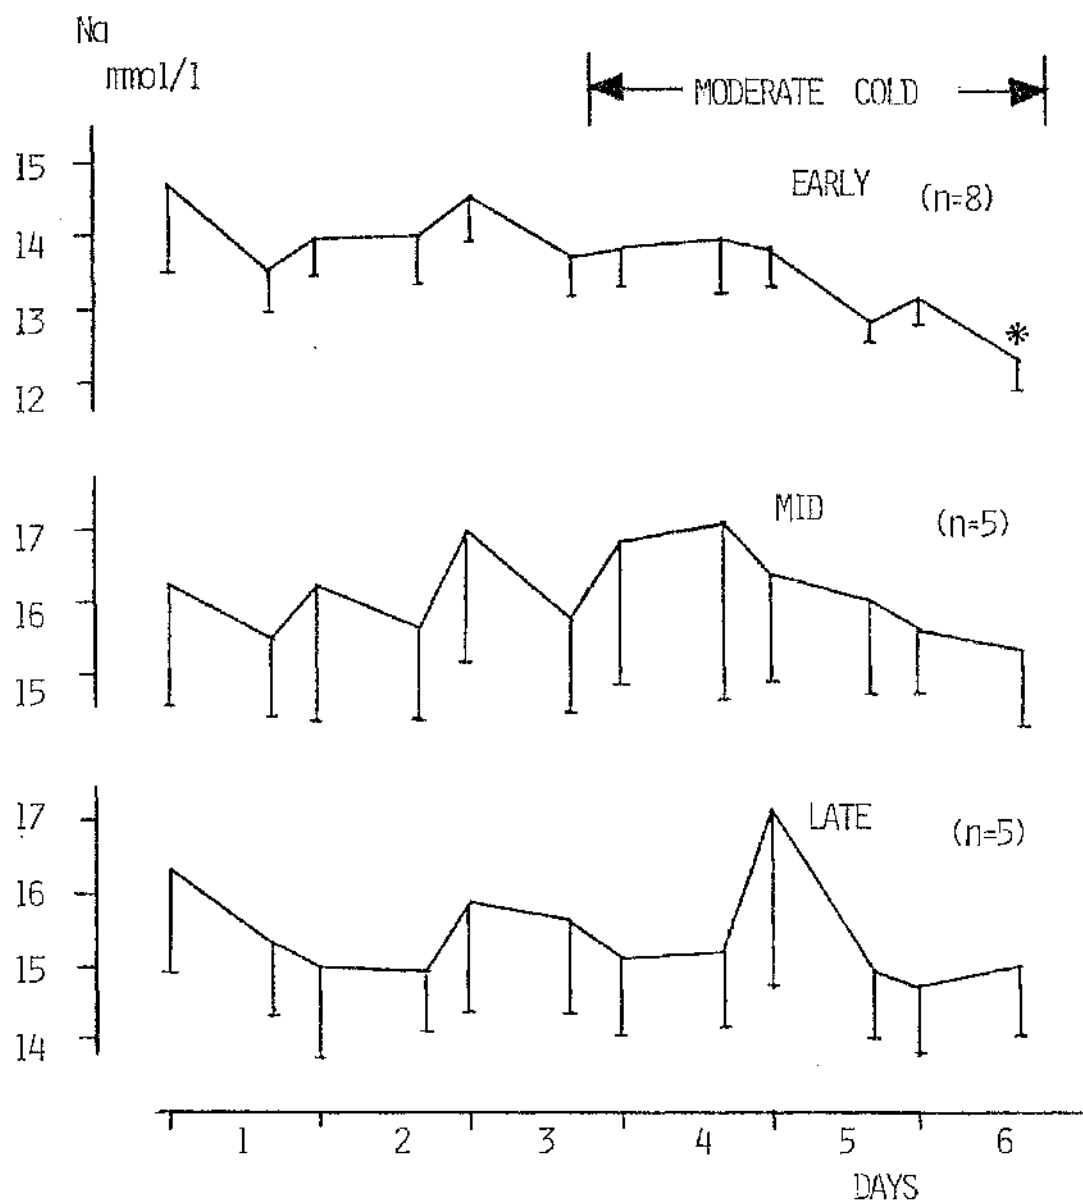 Na
mmol/l
MODERATE COLD
15
EARLY (n=8)
14
13
*
12
MID (n=5)
17
16
15
17
LATE (n=5)
16
15
14
1 2 3 4 5 6
DAYS